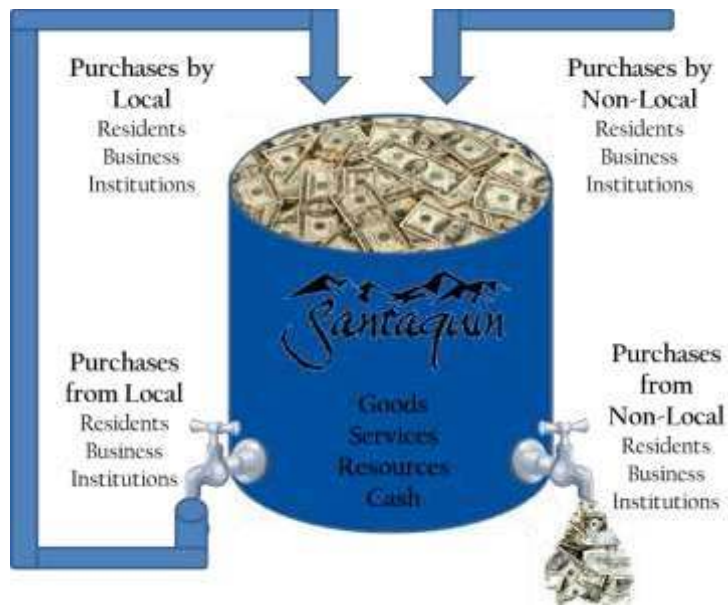 Purchases by
Local
Residents
Business
Institutions
Purchases by
Non-Local
Residents
Business
Institutions
Santaquin
Purchases
from Local
Residents
Business
Institutions
Goods
Services
Resources
Cash
Purchases
from
Non-Local
Residents
Business
Institutions